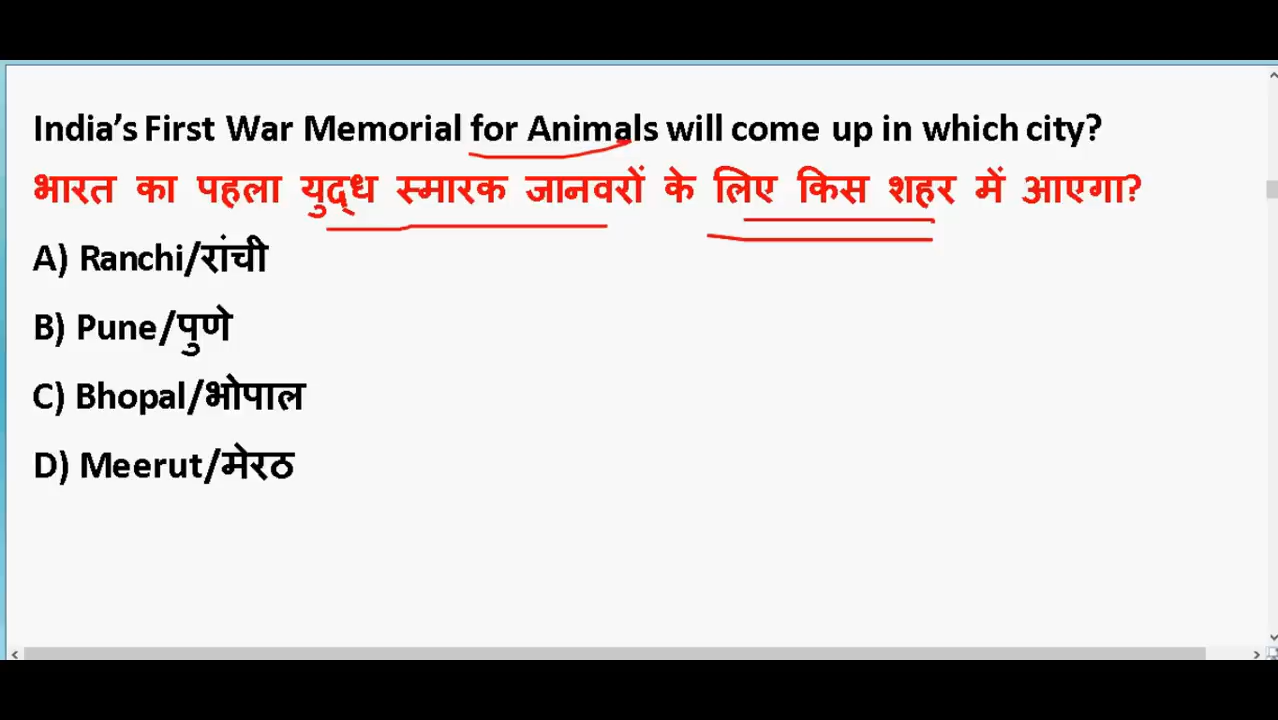 India’s First War Memorial for Animals will come up in which city?
भारत का पहला युद्ध स्मारक जानवरों के लिए किस शहर में आएगा?
A) Ranchi/रांची
B) Pune/पुणे
C) Bhopal/भोपाल
D) Meerut/मेरठ